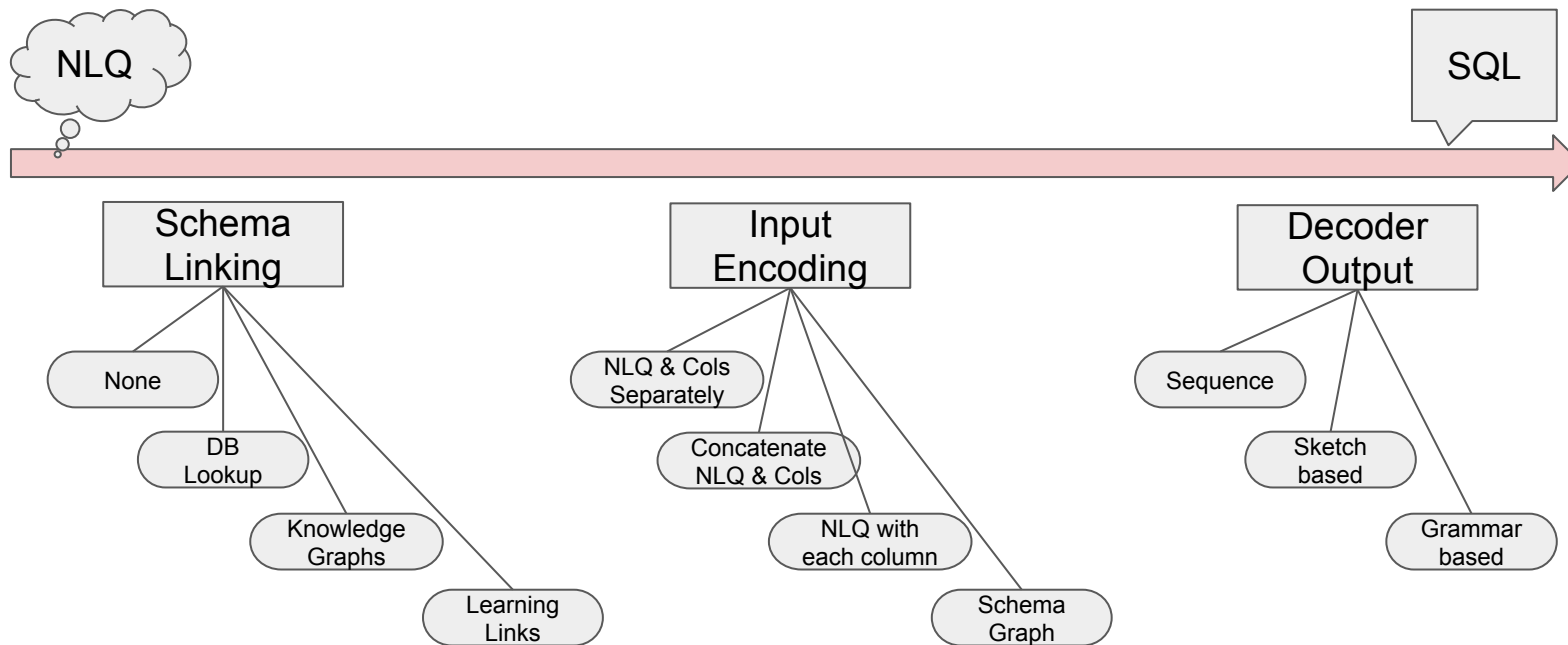 NLQ
SQL
Schema
Linking
Input
Encoding
Decoder
Output
None
DB
Lookup
Knowledge
Graphs
Learning
Links
NLQ & Cols
Separately
Concatenate
NLQ & Cols
NLQ with
each column
Schema
Graph
Sequence
Sketch
based
Grammar
based